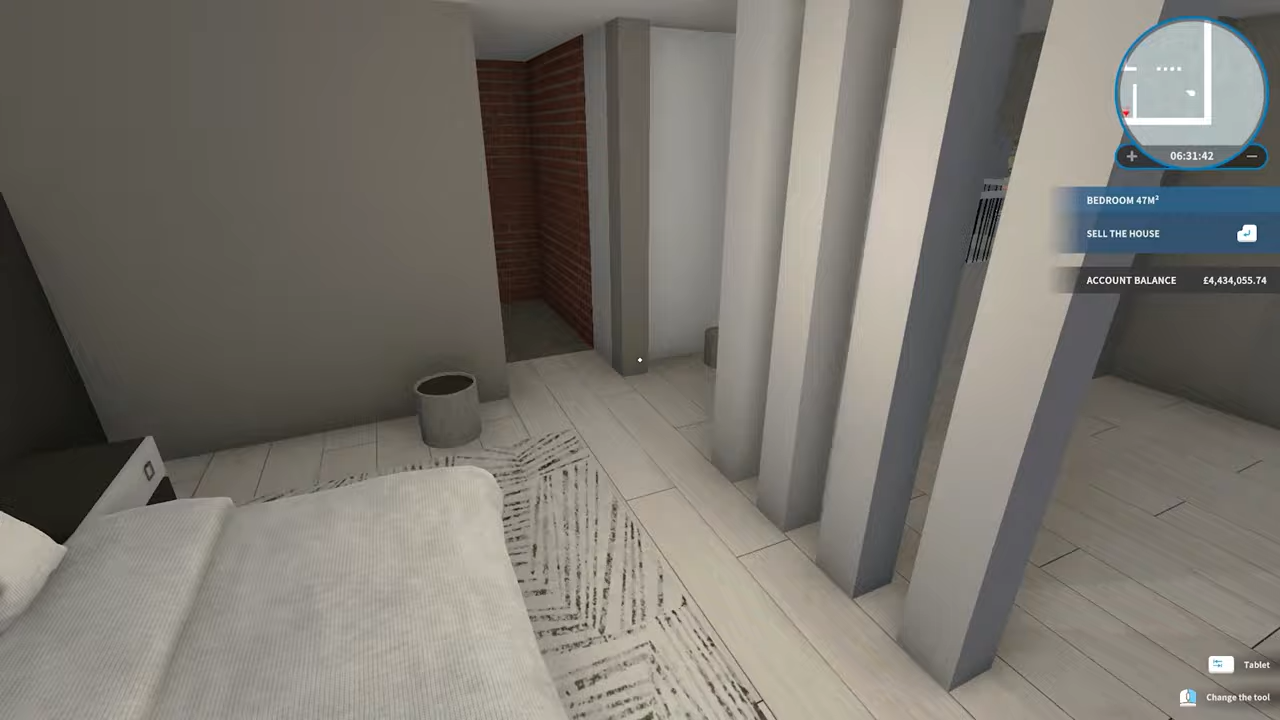 06:31:42
BEDROOM 47M²
SELL THE HOUSE
ACCOUNT BALANCE £4,434,055.74
Tablet
Change the tool